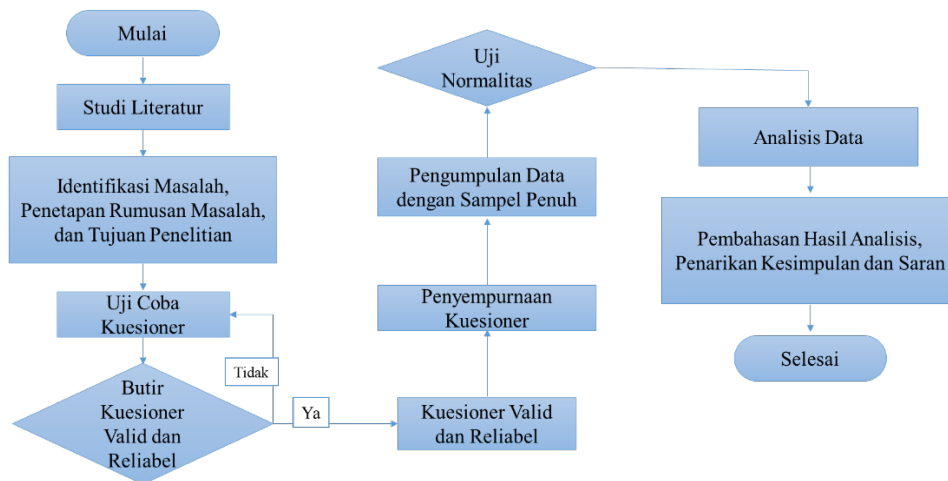 Mulai
Studi Literatur
Identifikasi Masalah,
Penetapan Rumusan Masalah,
dan Tujuan Penelitian
Uji Coba
Kuesioner
Tidak
Butir
Kuesioner
Valid dan
Reliabel
Ya
Kuesioner Valid
dan Reliabel
Penyempurnaan
Kuesioner
Pengumpulan Data
dengan Sampel Penuh
Uji
Normalitas
Analisis Data
Pembahasan Hasil Analisis,
Penarikan Kesimpulan dan Saran
Selesai